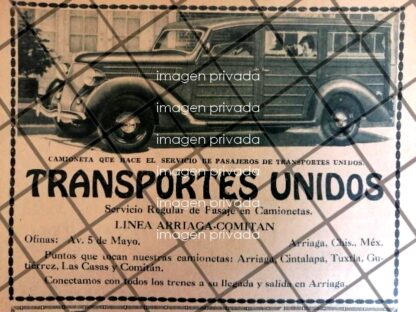 imagen privada
imagen privada
imagen privada
CAMIONETA QUE HACE EL SERVICIO DE PASAJEROS DE TRANSPORTES UNIDOS.
imagen privada
TRANSPORTES UNIDOS
Servicio Regular de Pasaje en Camionetas.
imagen privada
LINEA ARRIAGA-COMITAN
imagen privada
Ofinas: Av. 5 de Mayo. Arriaga, Chis., Méx.
Puntos que tocan nuestras camionetas: Arriaga, Cintalapa, Tuxtla, Gu-
tiérrez, Las Casas y Comitán.
imagen privada
Conectamos con todos los trenes a su llegada y salida en Arriaga.